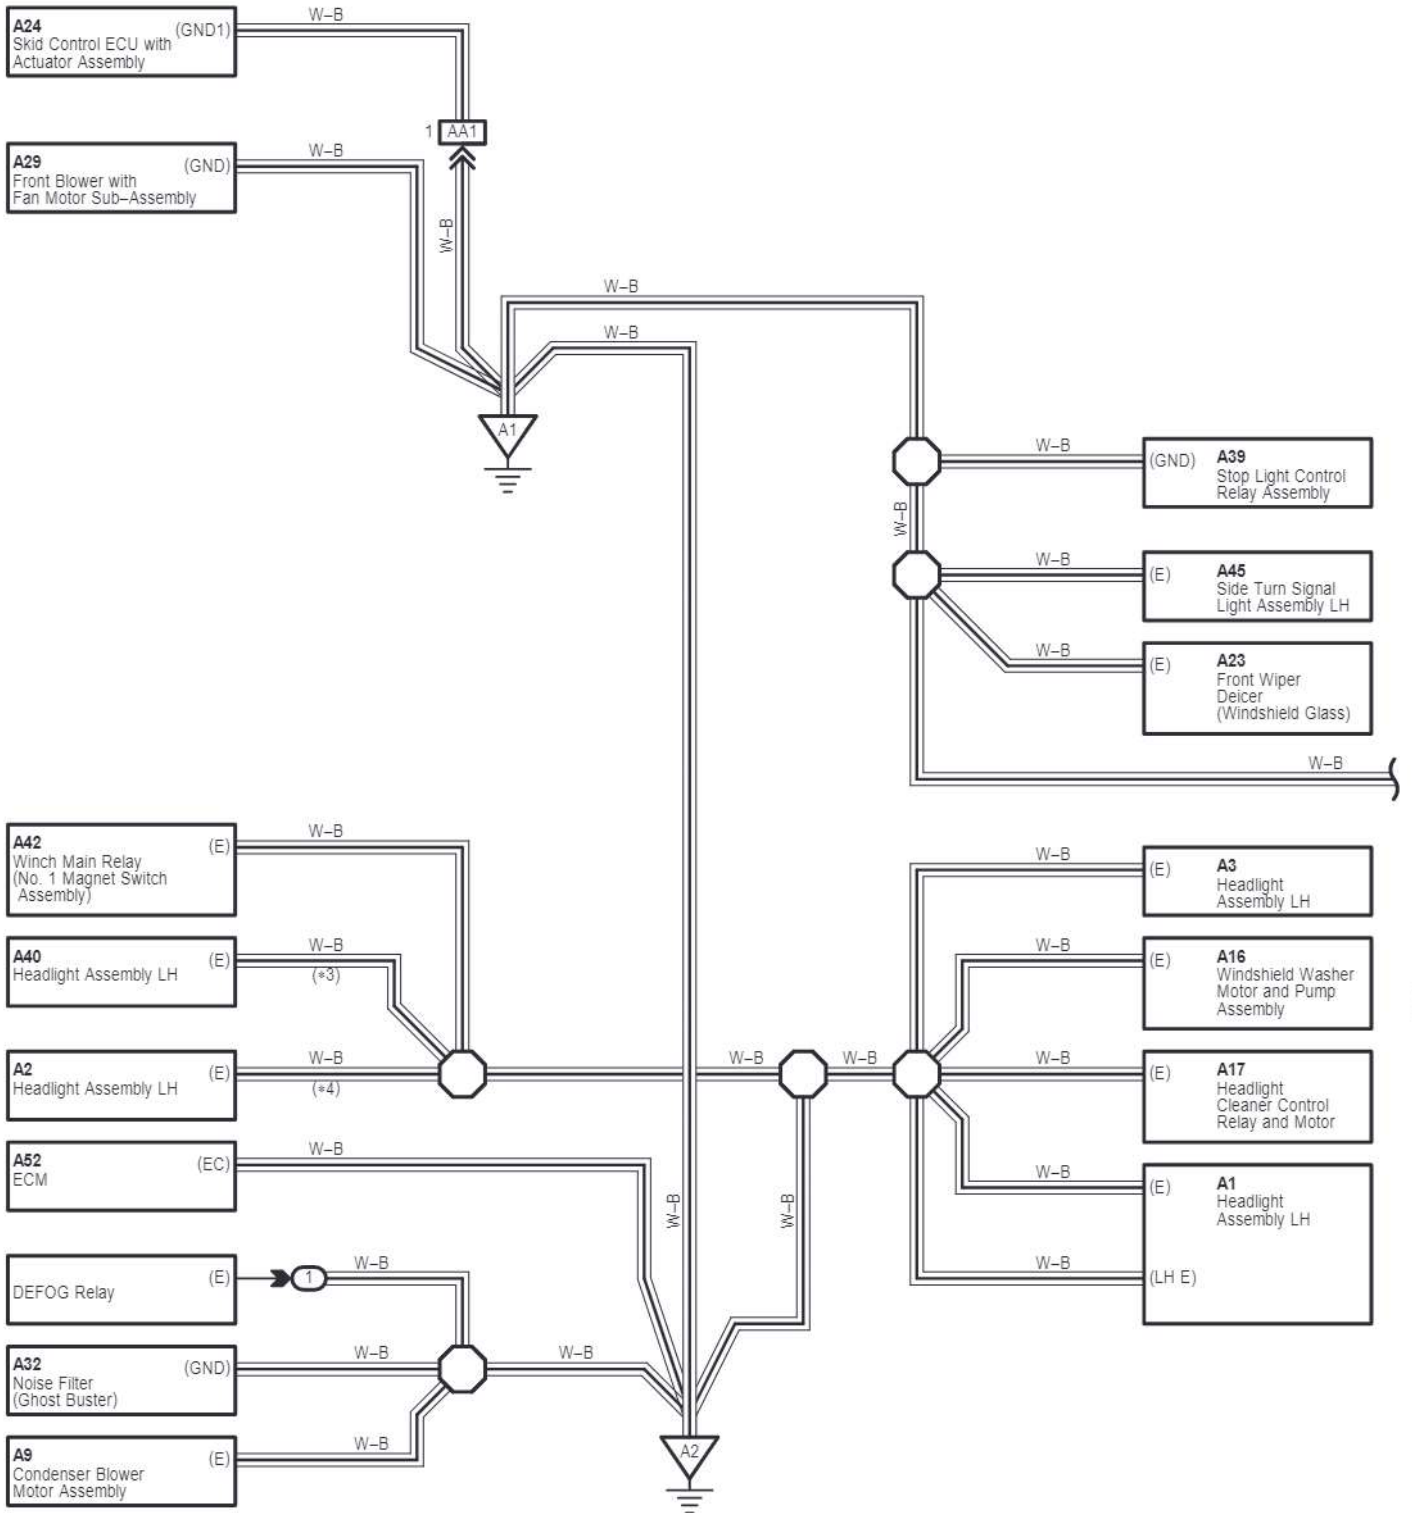 A24
(GND1)
Skid Control ECU with
Actuator Assembly
W–B
1
AA1
A29
(GND)
Front Blower with
Fan Motor Sub–Assembly
W–B
W–B
W–B
W–B
A1
W–B
(GND)
A39
Stop Light Control
Relay Assembly
W–B
W–B
(E)
A45
Side Turn Signal
Light Assembly LH
W–B
(E)
A23
Front Wiper
Deicer
(Windshield Glass)
W–B
A42
(E)
Winch Main Relay
(No. 1 Magnet Switch
Assembly)
W–B
A40
(E)
Headlight Assembly LH
W–B
(*3)
A2
(E)
Headlight Assembly LH
W–B
(*4)
W–B
W–B
W–B
(E)
A3
Headlight
Assembly LH
W–B
(E)
A16
Windshield Washer
Motor and Pump
Assembly
W–B
(E)
A17
Headlight
Cleaner Control
Relay and Motor
W–B
(E)
A1
Headlight
Assembly LH
W–B
(LH E)
A52
(EC)
ECM
W–B
W–B
W–B
(E)
DEFOG Relay
1
W–B
A32
(GND)
Noise Filter
(Ghost Buster)
W–B
W–B
A9
(E)
Condenser Blower
Motor Assembly
W–B
A2